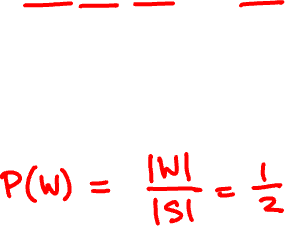 P(W) = |W| / |S| = 1/2